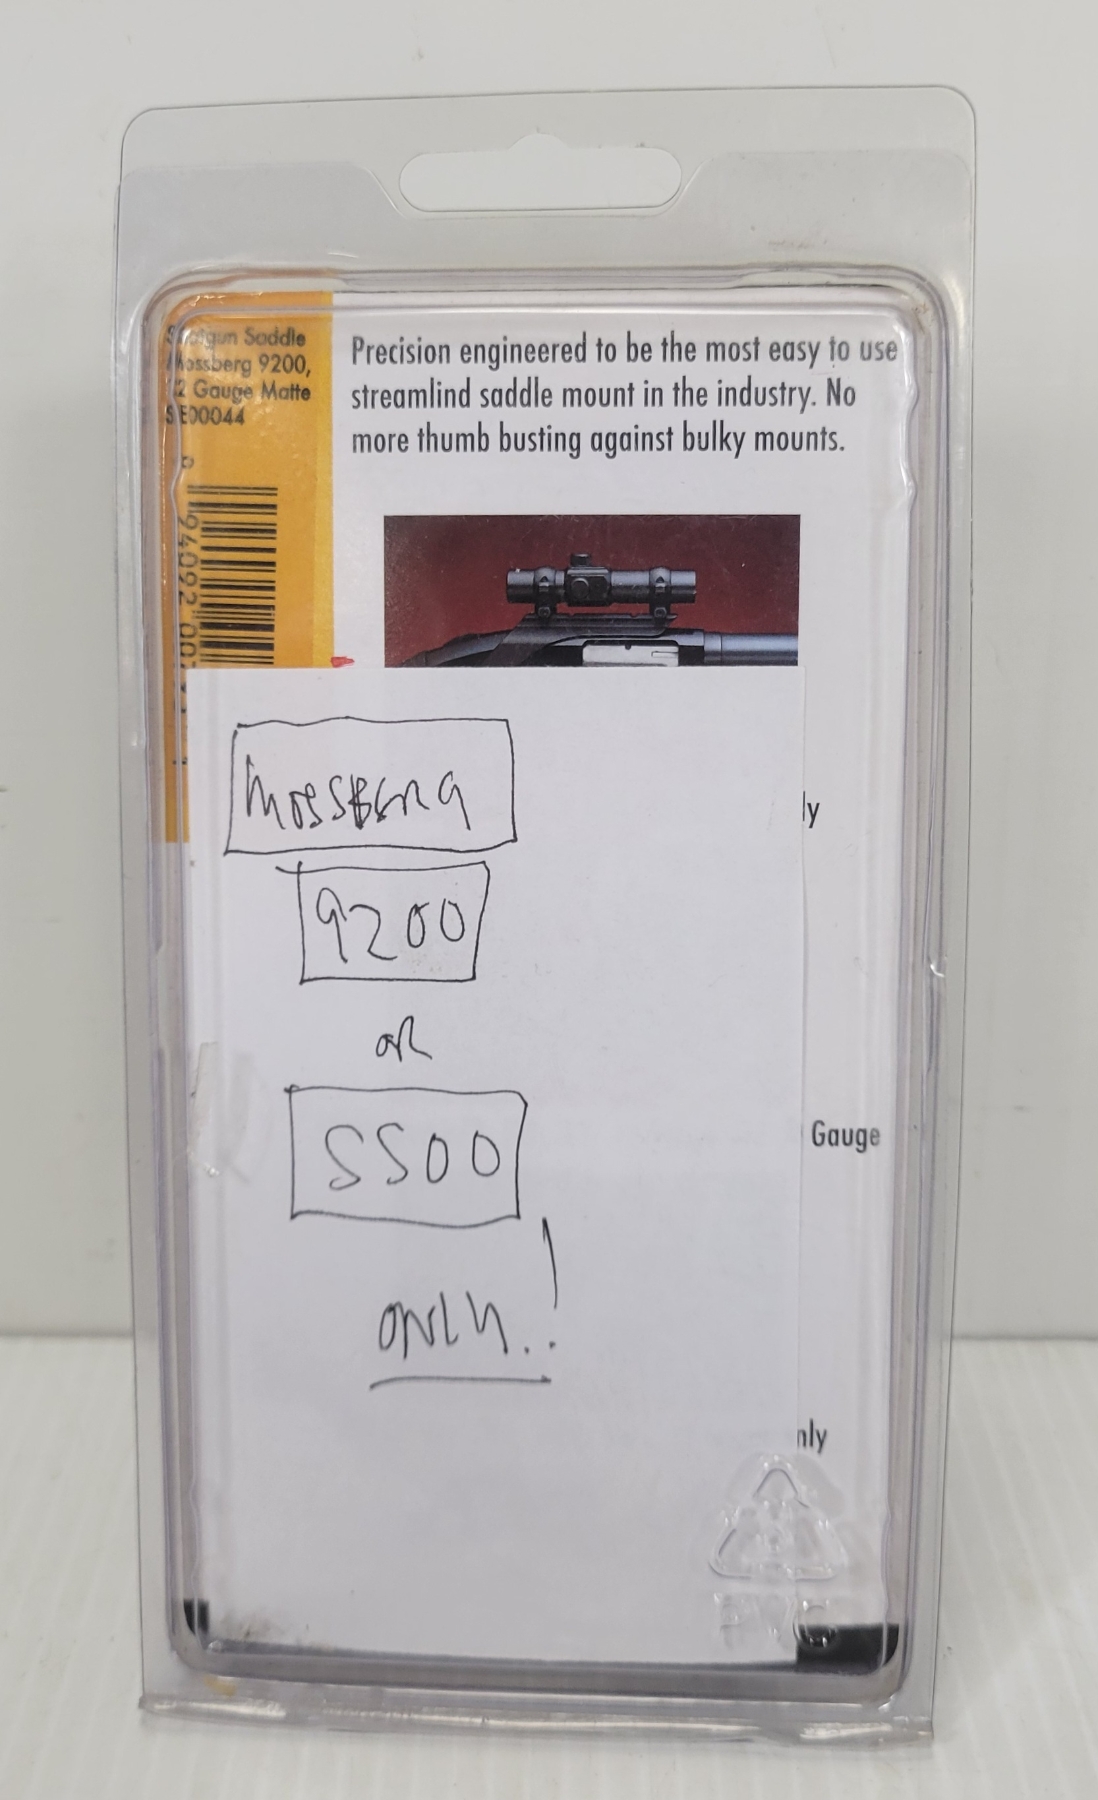 Shotgun Saddle
Mossberg 9200,
12 Gauge Matte
SE00044
Precision engineered to be the most easy to use
streamlind saddle mount in the industry. No
more thumb busting against bulky mounts.
Mossberg
9200
or
5500
only.!
ly
Gauge
nly
PVC